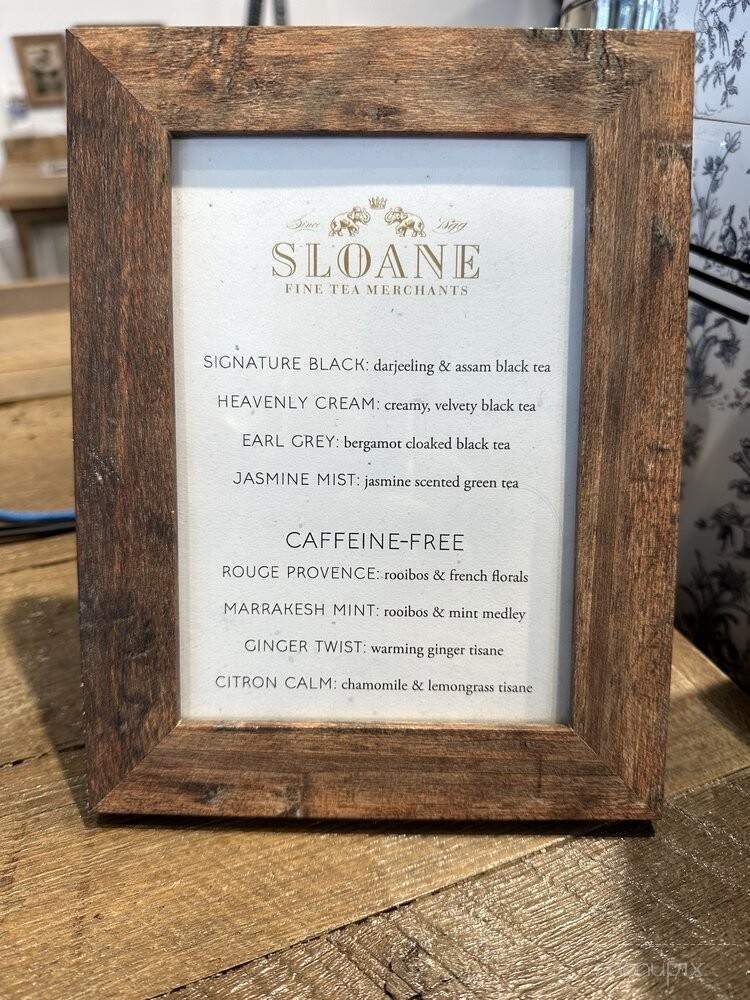 Since 1899
SLOANE
FINE TEA MERCHANTS
SIGNATURE BLACK: darjeeling & assam black tea
HEAVENLY CREAM: creamy, velvety black tea
EARL GREY: bergamot cloaked black tea
JASMINE MIST: jasmine scented green tea
CAFFEINE-FREE
ROUGE PROVENCE: rooibos & french florals
MARRAKESH MINT: rooibos & mint medley
GINGER TWIST: warming ginger tisane
CITRON CALM: chamomile & lemongrass tisane